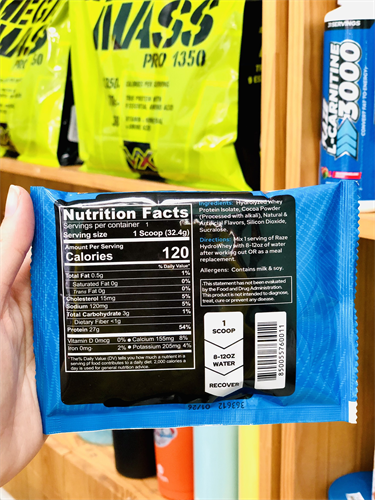 MASS
PRO 1350
3 SERVINGS
L-CARNITINE
3000
Nutrition Facts
Servings per container 1
Serving size 1 Scoop (32.4g)
Amount Per Serving
Calories 120
% Daily Value*
Total Fat 0.5g 1%
Saturated Fat 0g 0%
Trans Fat 0g 0%
Cholesterol 15mg 5%
Sodium 120mg 5%
Total Carbohydrate 3g 1%
Dietary Fiber <1g
Protein 27g 54%
Vitamin D 0mcg 0% • Calcium 155mg 8%
Iron 0mg 2% • Potassium 205mg 4%
*The% Daily Value (DV) tells you how much a nutrient in a
serving pf food contributes to a daily diet. 2,000 calories a
day is used for general nutrition advice.
Ingredients: Hydrolyzed Whey
Protein Isolate, Cocoa Powder
(Processed with alkali), Natural &
Artificial Flavors, Silicon Dioxide,
Sucralose.
Directions: Mix 1 serving of Raze
HydroWhey with 8-12oz of water
after working out OR as a meal
replacement.
Allergens: Contains milk & soy.
*This statement has not been evaluated
by the Food and Drug Administration.
This product is not intended to diagnose,
treat, cure or prevent any disease.
1
SCOOP
8-12OZ
WATER
RECOVER
850055760011